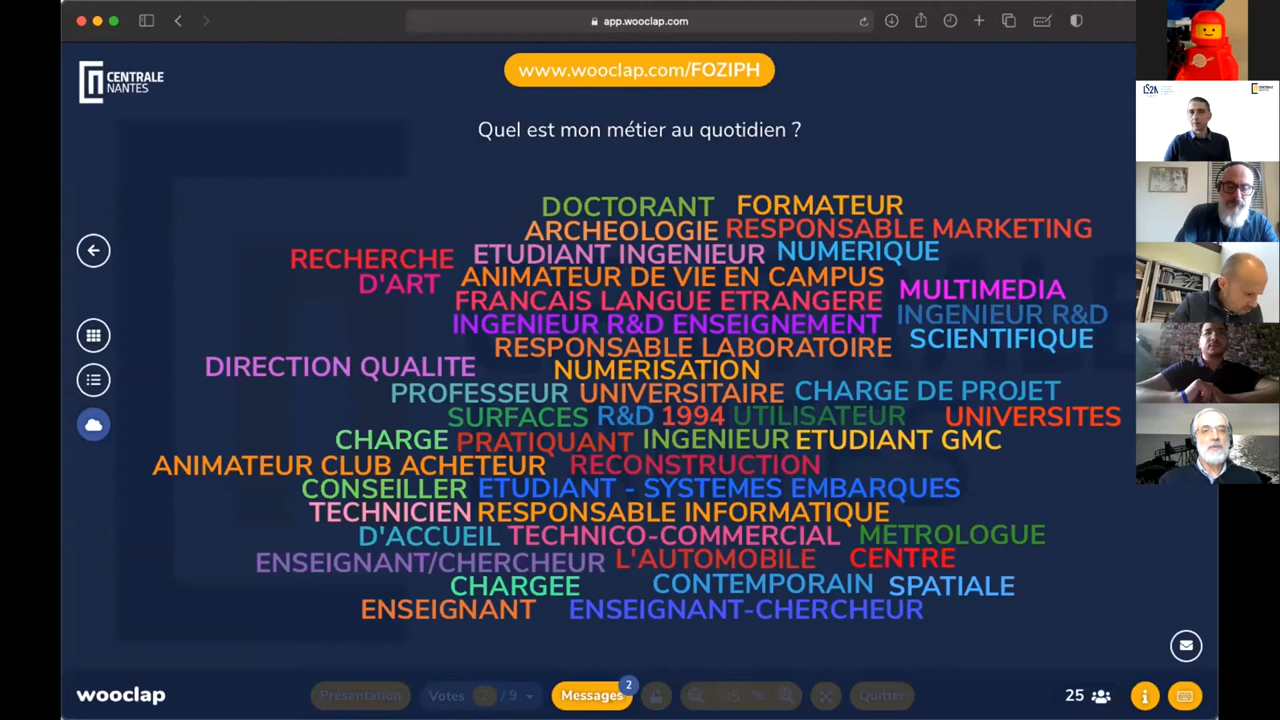 app.wooclap.com
CENTRALE
NANTES
www.wooclap.com/FOZIPH
LS2N
Quel est mon métier au quotidien ?
DOCTORANT FORMATEUR
ARCHEOLOGIE RESPONSABLE MARKETING
RECHERCHE ETUDIANT INGENIEUR NUMERIQUE
D'ART ANIMATEUR DE VIE EN CAMPUS MULTIMEDIA
FRANCAIS LANGUE ETRANGERE
INGENIEUR R&D ENSEIGNEMENT INGENIEUR R&D
RESPONSABLE LABORATOIRE SCIENTIFIQUE
DIRECTION QUALITE NUMERISATION
PROFESSEUR UNIVERSITAIRE CHARGE DE PROJET
SURFACES R&D 1994 UTILISATEUR UNIVERSITES
CHARGE PRATIQUANT INGENIEUR ETUDIANT GMC
ANIMATEUR CLUB ACHETEUR RECONSTRUCTION
CONSEILLER ETUDIANT - SYSTEMES EMBARQUES
TECHNICIEN RESPONSABLE INFORMATIQUE
D'ACCUEIL TECHNICO-COMMERCIAL METROLOGUE
ENSEIGNANT/CHERCHEUR L'AUTOMOBILE CENTRE
CHARGEE CONTEMPORAIN SPATIALE
ENSEIGNANT ENSEIGNANT-CHERCHEUR
wooclap Présentation Votes 2 / 9 Messages 2 % Quitter 25